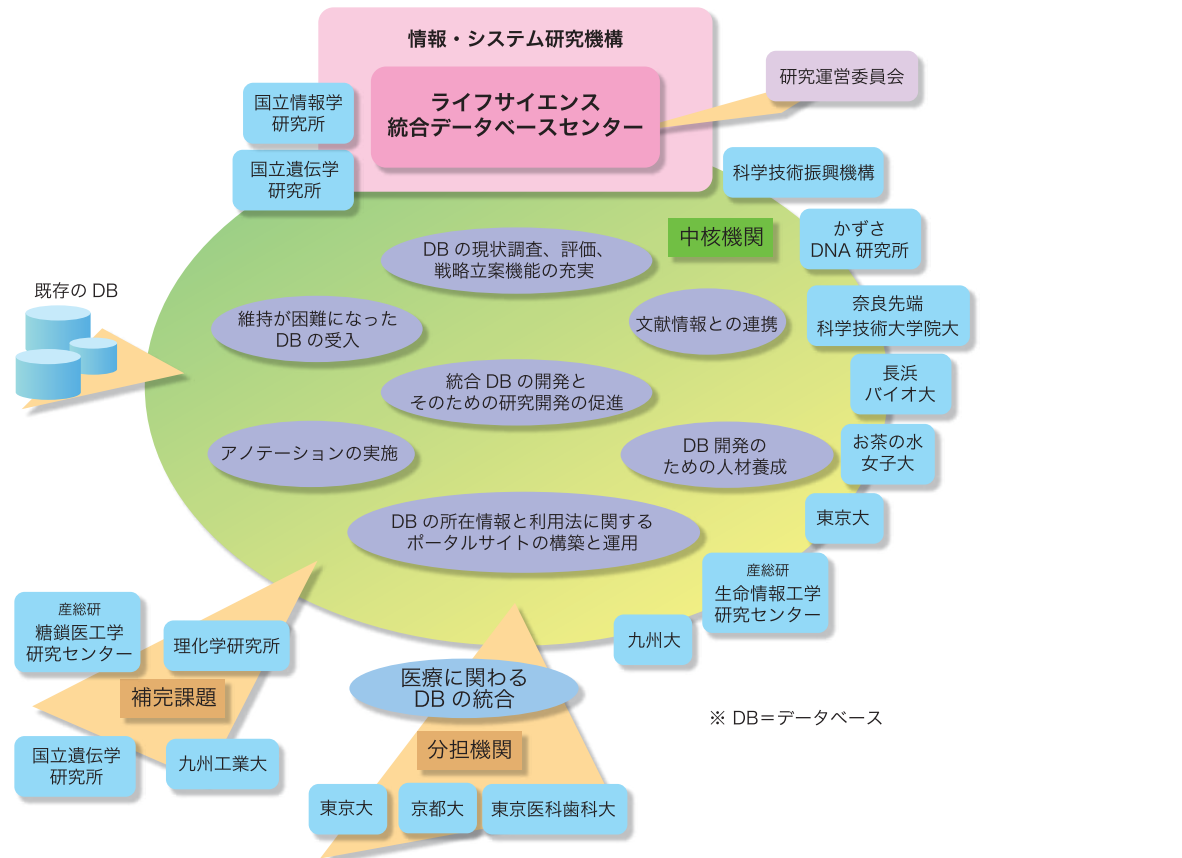 情報・システム研究機構
ライフサイエンス
統合データベースセンター
研究運営委員会
国立情報学
研究所
国立遺伝学
研究所
科学技術振興機構
中核機関
かずさ
DNA 研究所
DB の現状調査、評価、
戦略立案機能の充実
既存の DB
維持が困難になった
DB の受入
文献情報との連携
奈良先端
科学技術大学院大
統合 DB の開発と
そのための研究開発の促進
長浜
バイオ大
アノテーションの実施
DB 開発の
ための人材養成
お茶の水
女子大
DB の所在情報と利用法に関する
ポータルサイトの構築と運用
東京大
産総研
生命情報工学
研究センター
九州大
産総研
糖鎖医工学
研究センター
理化学研究所
補完課題
国立遺伝学
研究所
九州工業大
医療に関わる
DB の統合
分担機関
東京大
京都大
東京医科歯科大
※ DB＝データベース